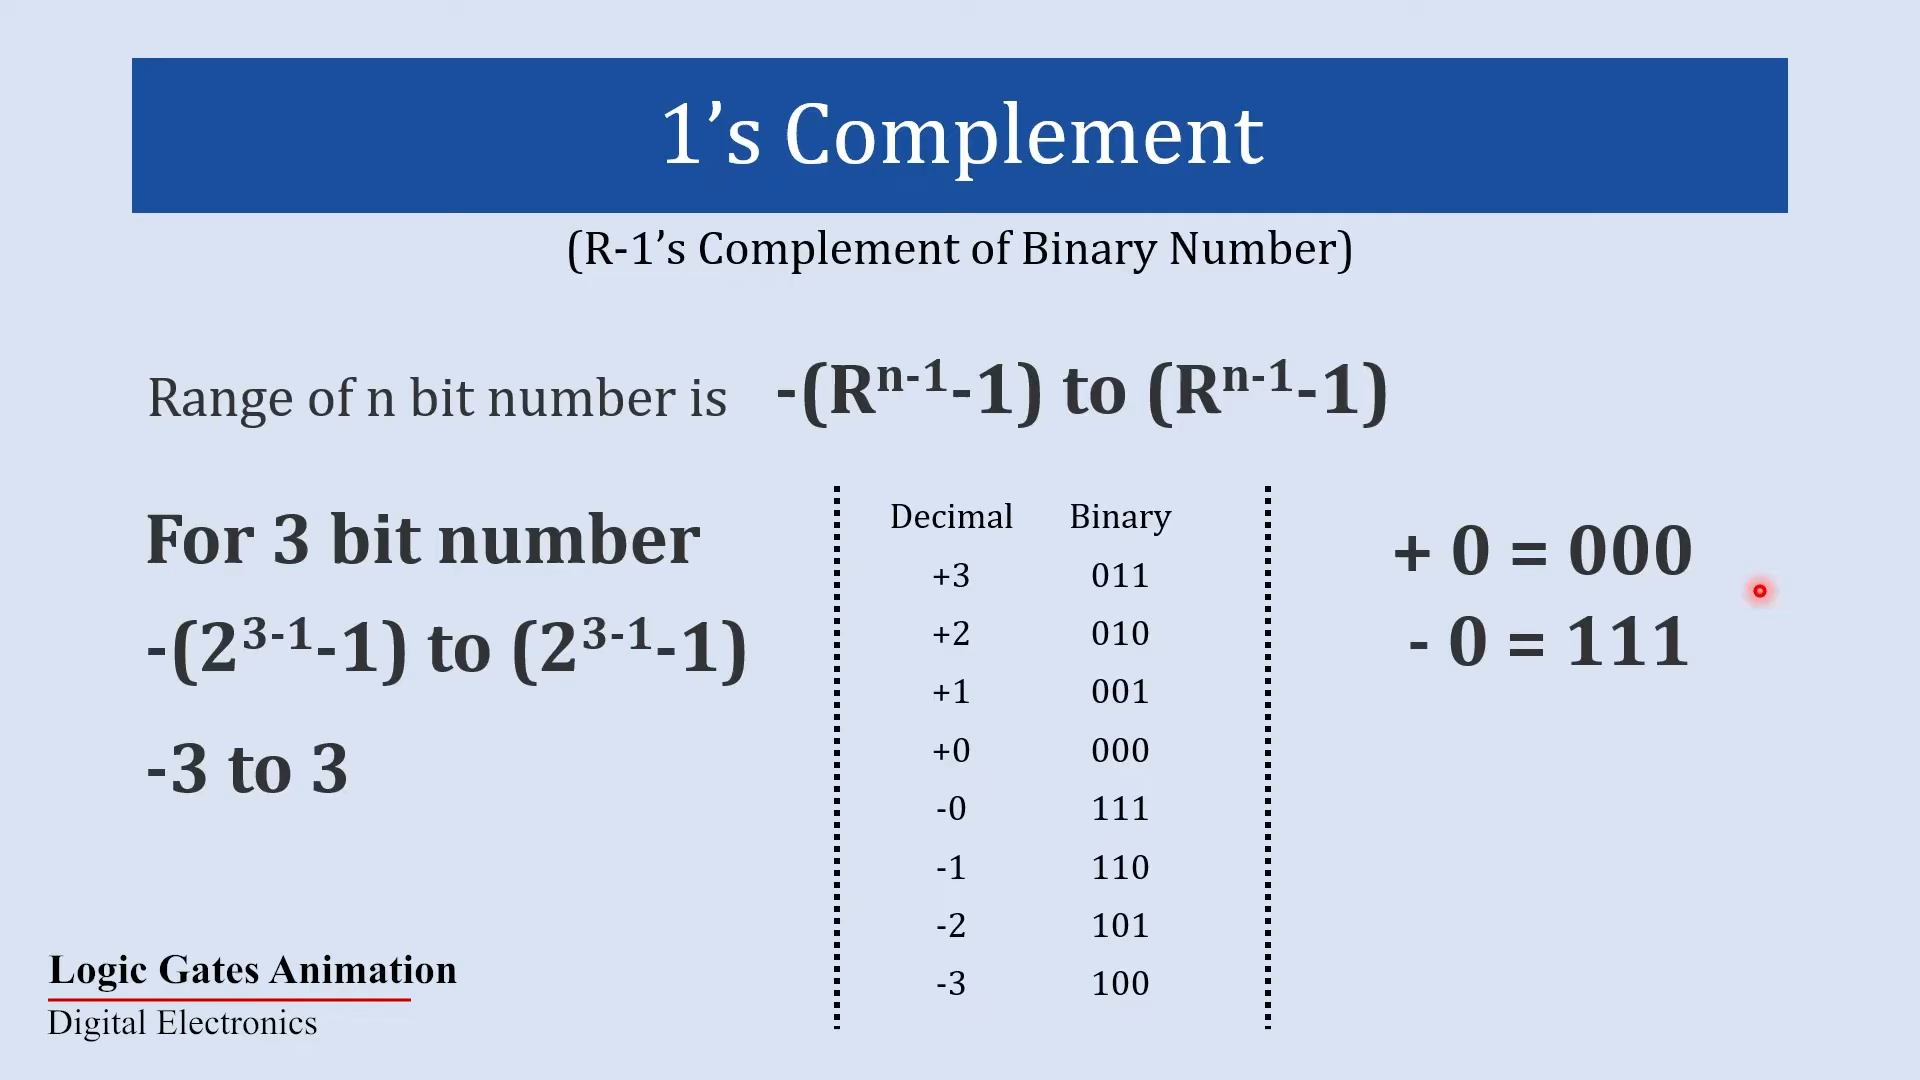 1’s Complement
(R-1’s Complement of Binary Number)
Range of n bit number is -(Rⁿ⁻¹-1) to (Rⁿ⁻¹-1)
For 3 bit number
-(2³⁻¹-1) to (2³⁻¹-1)
-3 to 3
Decimal Binary
+3 011
+2 010
+1 001
+0 000
-0 111
-1 110
-2 101
-3 100
+ 0 = 000
- 0 = 111
Logic Gates Animation
Digital Electronics